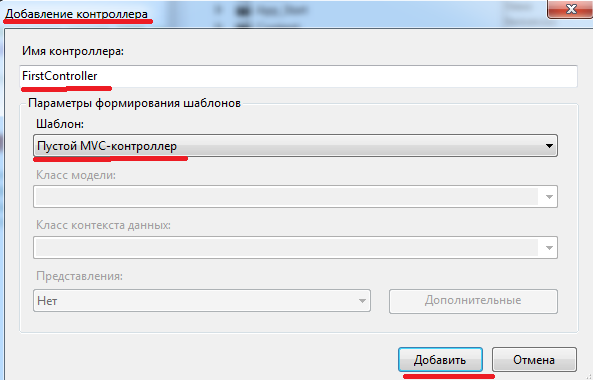 Добавление контроллера
App_Start
Имя контроллера:
FirstController
Параметры формирования шаблонов
Шаблон:
Пустой MVC-контроллер
Класс модели:
Класс контекста данных:
Представления:
Нет
Дополнительные
Добавить
Отмена